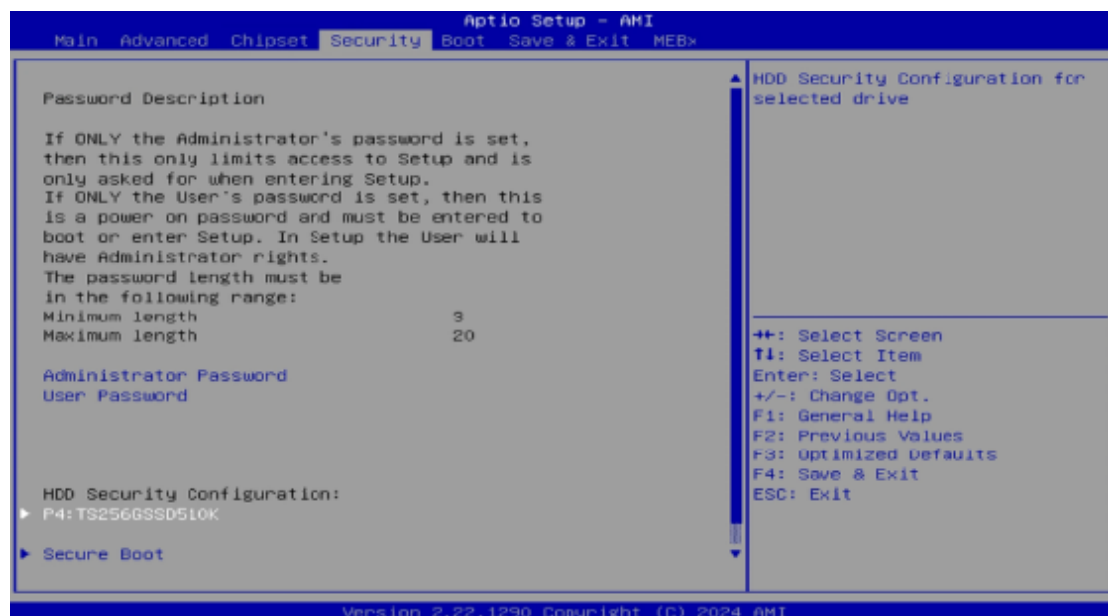 Aptio Setup - AMI
Main Advanced Chipset Security Boot Save & Exit MEBx
Password Description
If ONLY the Administrator's password is set,
then this only limits access to Setup and is
only asked for when entering Setup.
If ONLY the User's password is set, then this
is a power on password and must be entered to
boot or enter Setup. In Setup the User will
have Administrator rights.
The password length must be
in the following range:
Minimum length 3
Maximum length 20
Administrator Password
User Password
HDD Security Configuration:
P4:TS256GSSD510K
Secure Boot
HDD Security Configuration for
selected drive
→←: Select Screen
↑↓: Select Item
Enter: Select
+/-: Change Opt.
F1: General Help
F2: Previous Values
F3: Optimized Defaults
F4: Save & Exit
ESC: Exit
Version 2.22.1290 Copyright (C) 2024 AMI